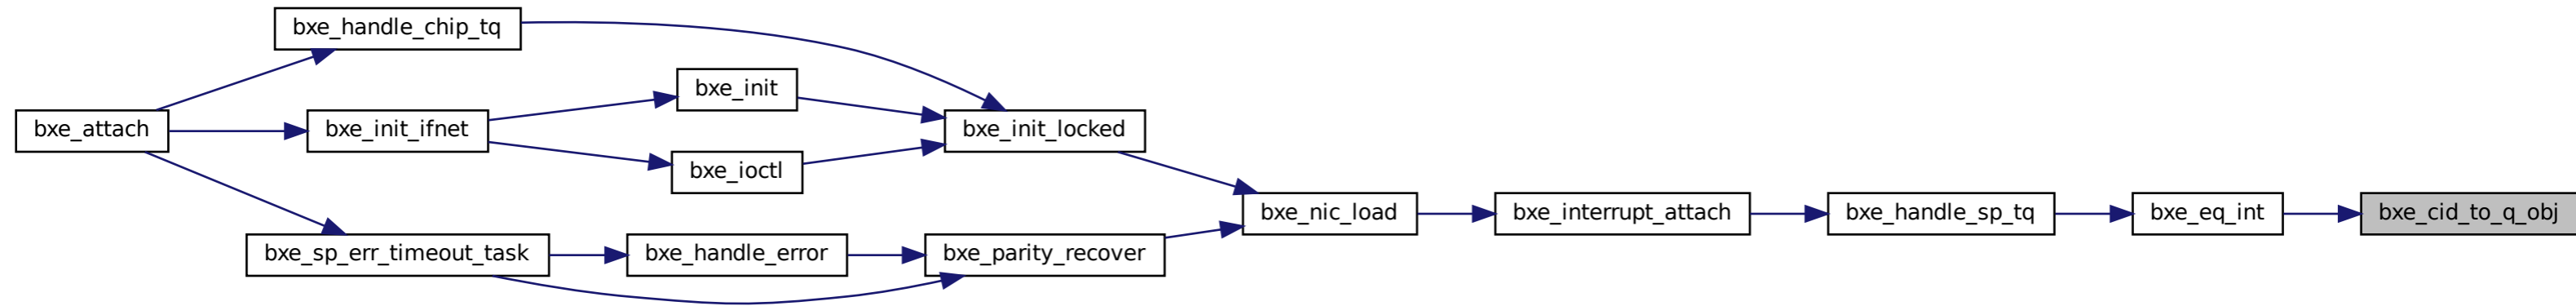 bxe_handle_chip_tq
bxe_init
bxe_attach
bxe_init_ifnet
bxe_init_locked
bxe_ioctl
bxe_nic_load
bxe_interrupt_attach
bxe_handle_sp_tq
bxe_eq_int
bxe_cid_to_q_obj
bxe_sp_err_timeout_task
bxe_handle_error
bxe_parity_recover